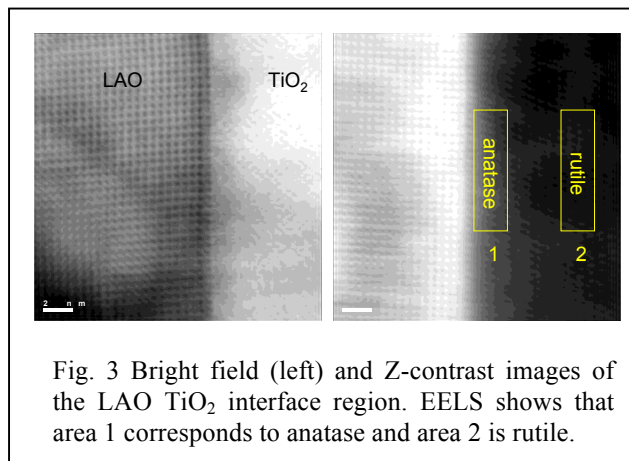 LAO
TiO₂
anatase
rutile
1
2
2 n m
Fig. 3 Bright field (left) and Z-contrast images of
the LAO TiO₂ interface region. EELS shows that
area 1 corresponds to anatase and area 2 is rutile.